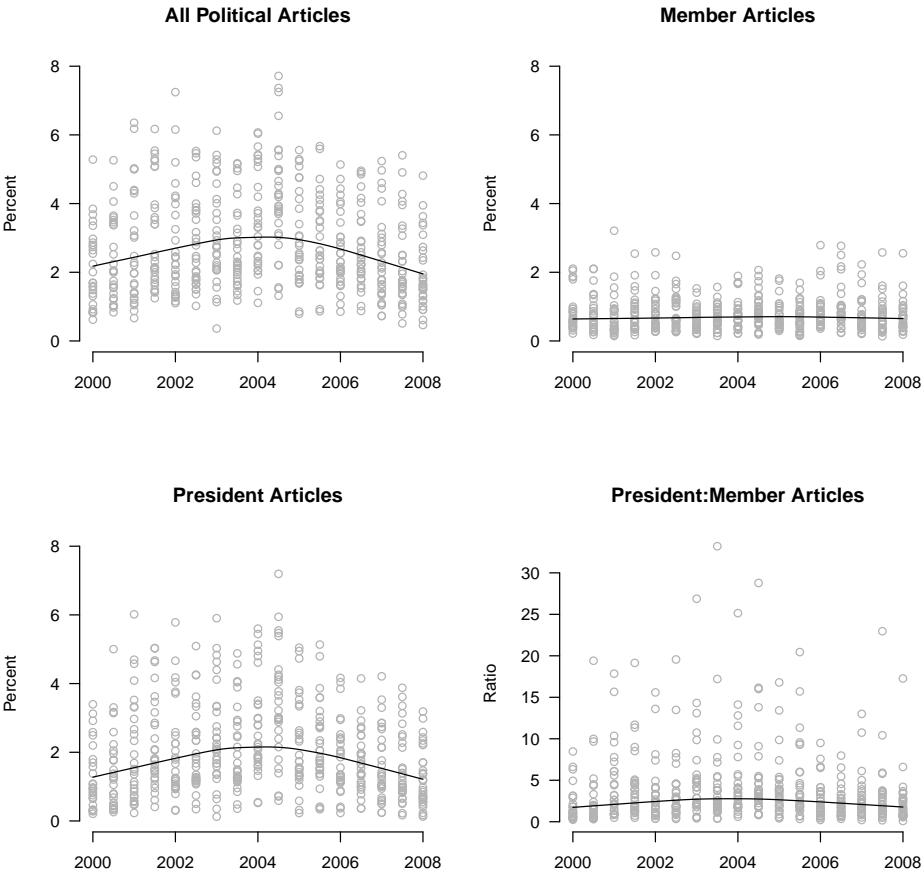 All Political Articles
Percent
8
6
4
2
0
2000 2002 2004 2006 2008
Member Articles
Percent
8
6
4
2
0
2000 2002 2004 2006 2008
President Articles
Percent
8
6
4
2
0
2000 2002 2004 2006 2008
President:Member Articles
Ratio
30
25
20
15
10
5
0
2000 2002 2004 2006 2008